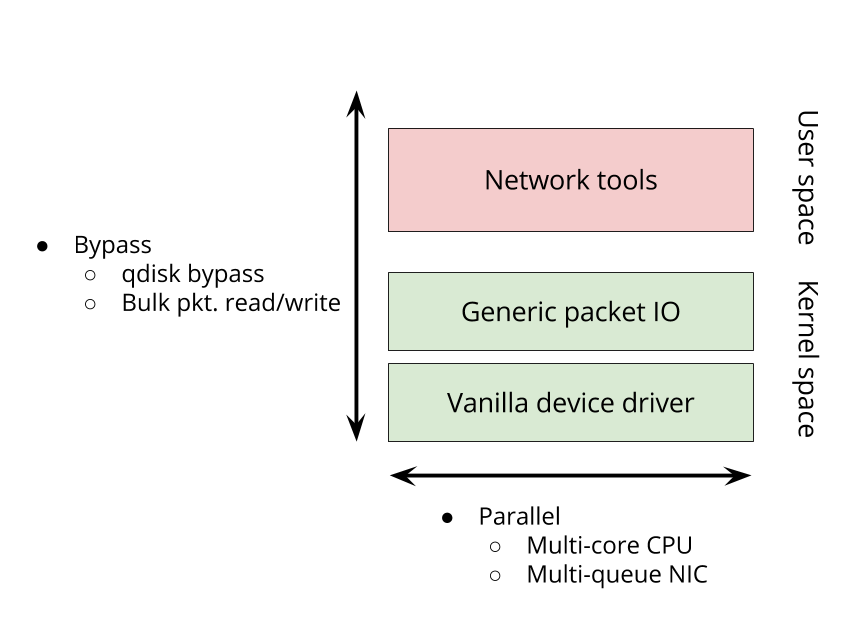 Network tools
User space
● Bypass
○ qdisk bypass
○ Bulk pkt. read/write
Generic packet IO
Kernel space
Vanilla device driver
● Parallel
○ Multi-core CPU
○ Multi-queue NIC